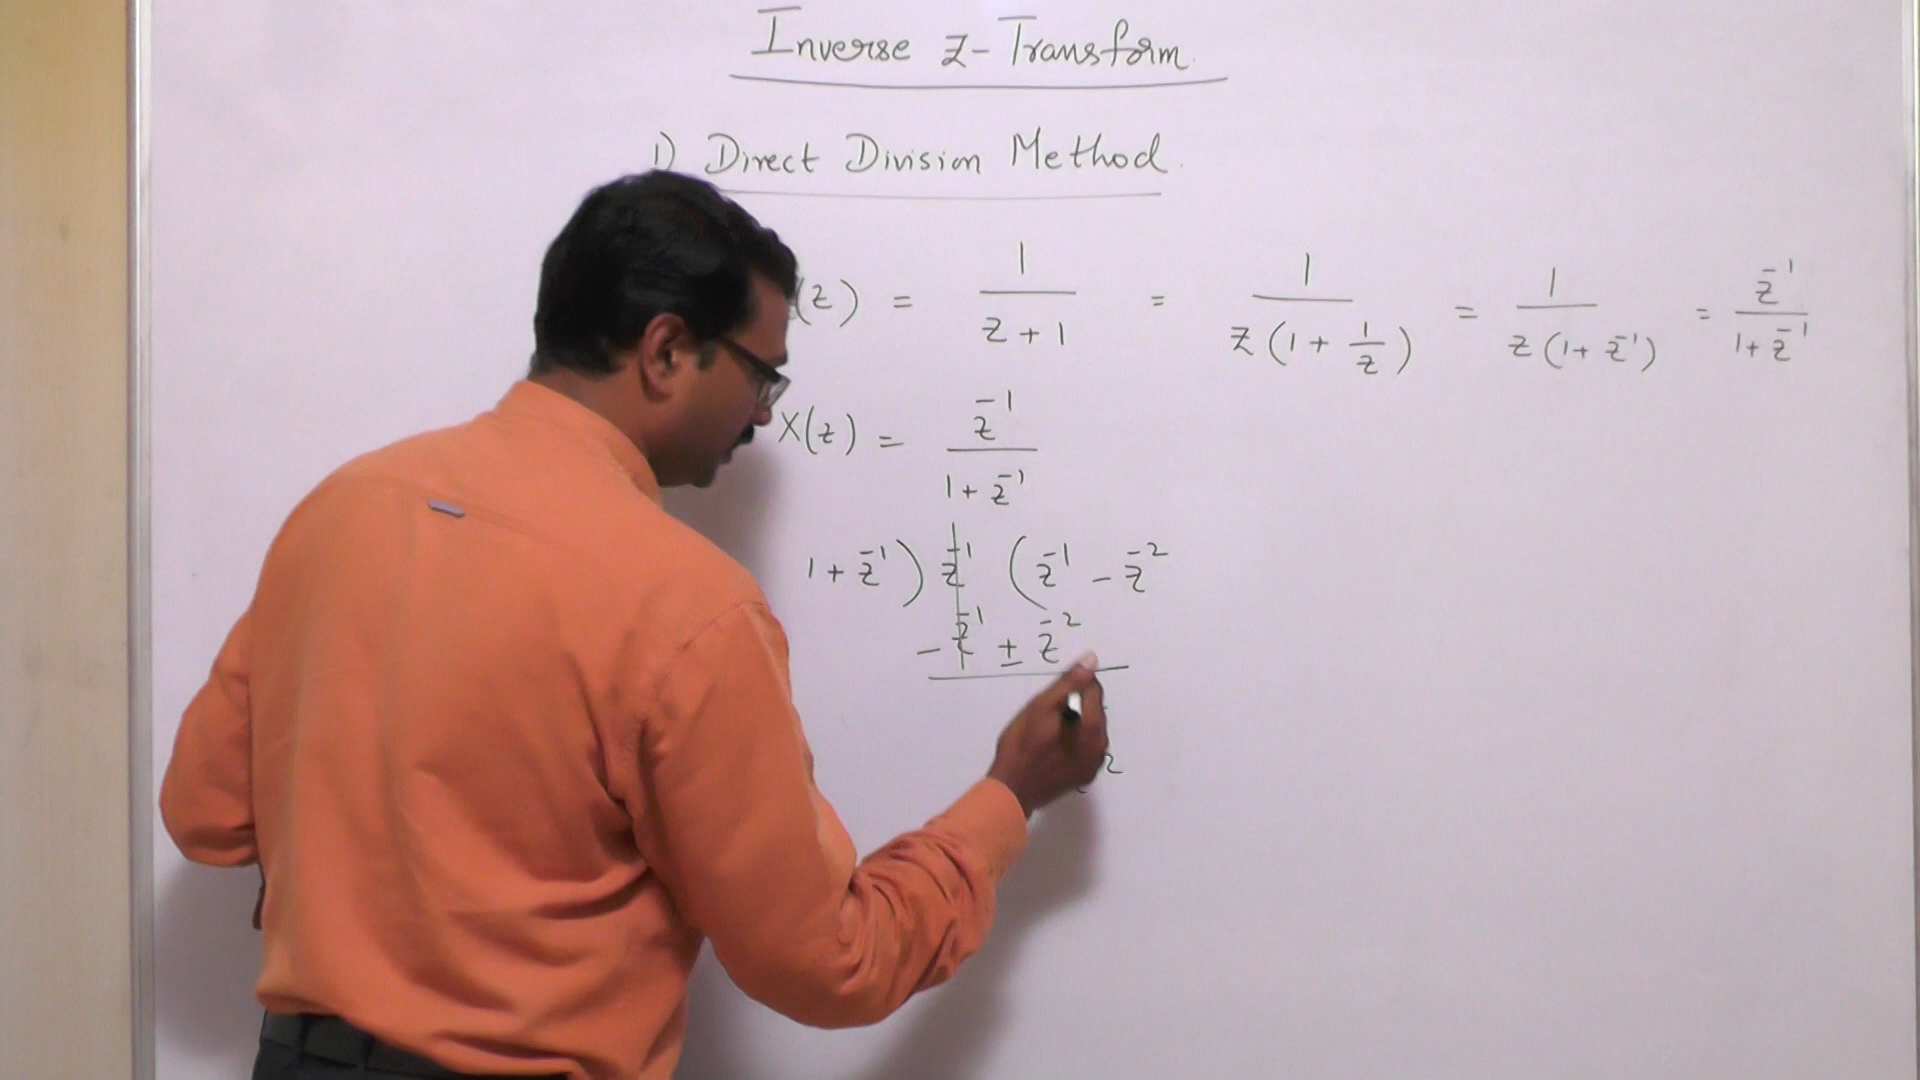 Inverse Z-Transform.
1) Direct Division Method.
(z) = 1/(z+1) = 1/(z(1+1/z)) = 1/(z(1+z⁻¹)) = z⁻¹/(1+z⁻¹)
X(z) = z⁻¹/(1+z⁻¹)
1+z⁻¹) z⁻¹ (z⁻¹ - z⁻²
- z⁻¹ ± z⁻²
2